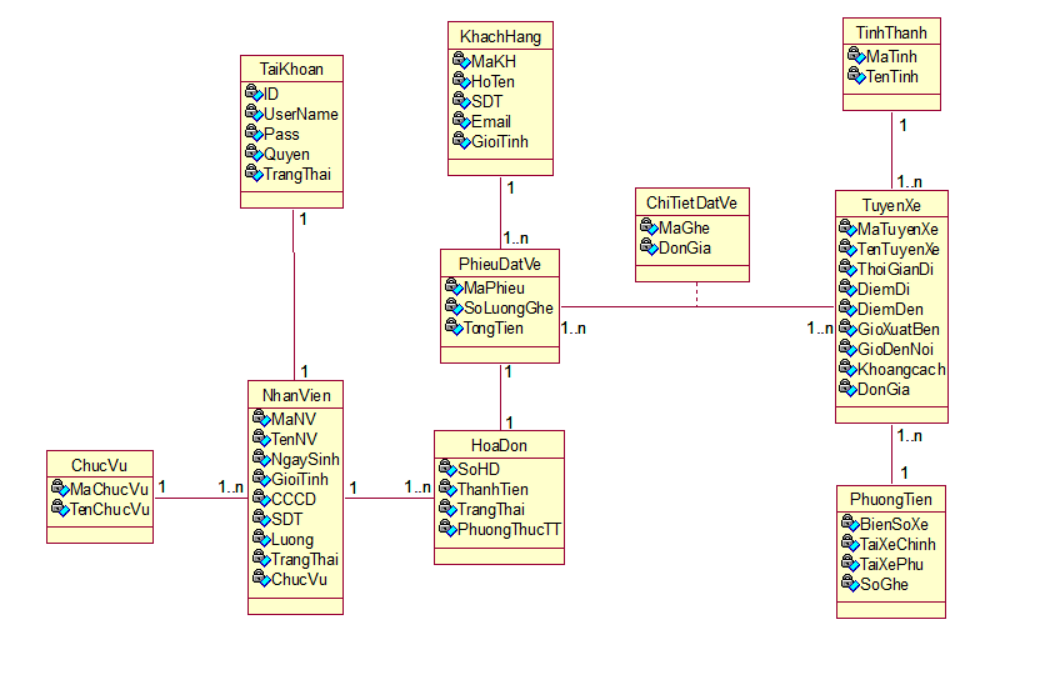 TaiKhoan
ID
UserName
Pass
Quyen
TrangThai
1
1
KhachHang
MaKH
HoTen
SDT
Email
GioiTinh
1
1..n
TinhThanh
MaTinh
TenTinh
1
1..n
ChiTietDatVe
MaGhe
DonGia
PhieuDatVe
MaPhieu
SoLuongGhe
TongTien
1..n
1..n
1
1
TuyenXe
MaTuyenXe
TenTuyenXe
ThoiGianDi
DiemDi
DiemDen
GioXuatBen
GioDenNoi
Khoangcach
DonGia
1..n
1
ChucVu
MaChucVu
TenChucVu
1
1..n
NhanVien
MaNV
TenNV
NgaySinh
GioiTinh
CCCD
SDT
Luong
TrangThai
ChucVu
1
1..n
HoaDon
SoHD
ThanhTien
TrangThai
PhuongThucTT
PhuongTien
BienSoXe
TaiXeChinh
TaiXePhu
SoGhe